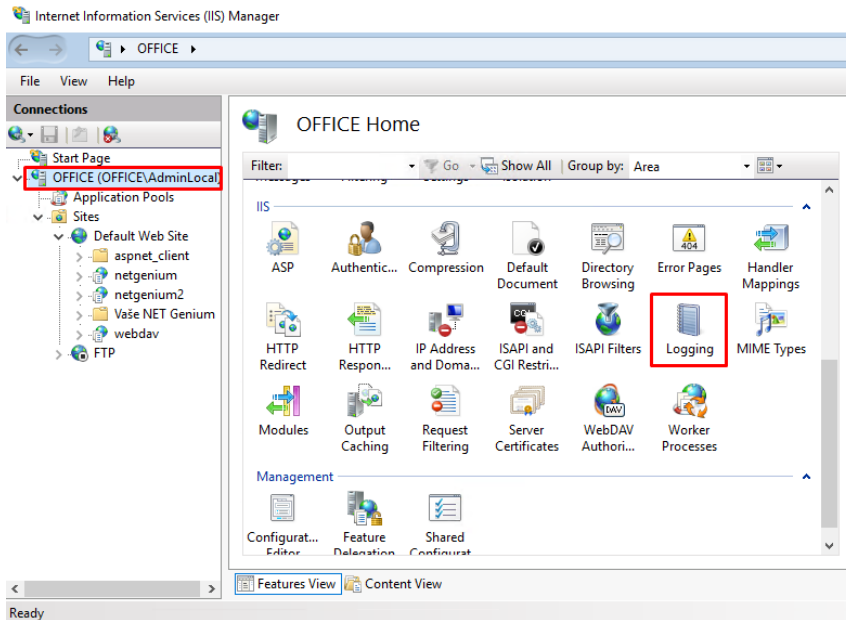 Internet Information Services (IIS) Manager
OFFICE
File View Help
Connections
Start Page
OFFICE (OFFICE\AdminLocal)
Application Pools
Sites
Default Web Site
aspnet_client
netgenium
netgenium2
Vaše NET Genium
webdav
FTP
OFFICE Home
Filter: Go Show All Group by: Area
IIS
ASP Authentic... Compression Default Document Directory Browsing Error Pages Handler Mappings
HTTP Redirect HTTP Respon... IP Address and Doma... ISAPI and CGI Restri... ISAPI Filters Logging MIME Types
Modules Output Caching Request Filtering Server Certificates WebDAV Authori... Worker Processes
Management
Configurat... Editor Feature Delegation Shared Configurat
Features View Content View
Ready